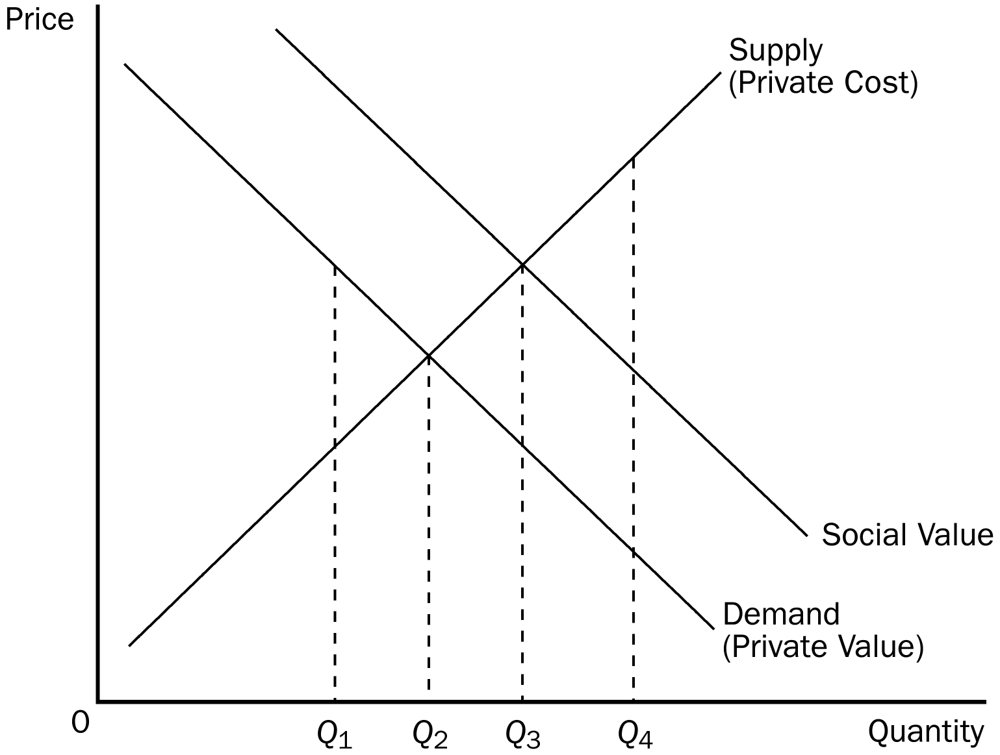 Price
Supply
(Private Cost)
Social Value
Demand
(Private Value)
0
Q1
Q2
Q3
Q4
Quantity